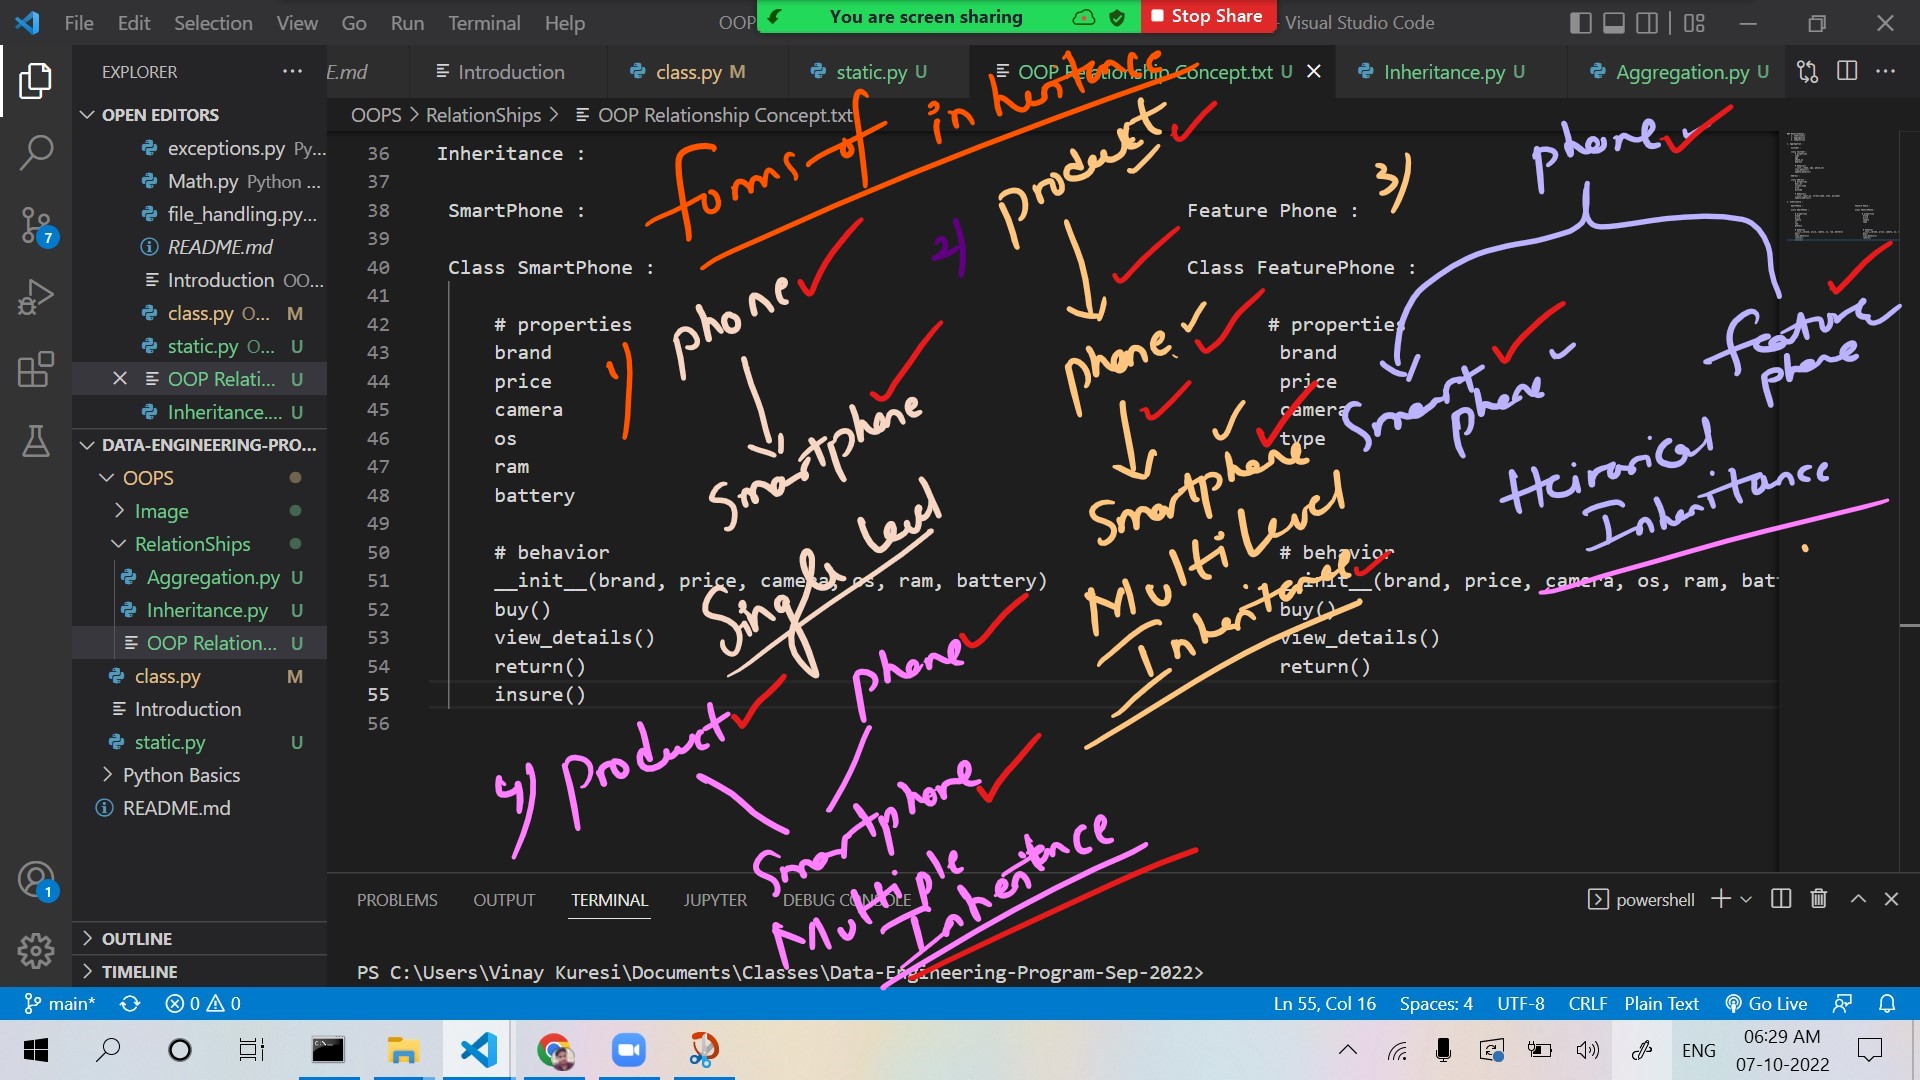 File Edit Selection View Go Run Terminal Help
OOP
You are screen sharing
Stop Share
Visual Studio Code
EXPLORER
E.md
Introduction
class.py M
static.py U
OOP Relationship Concept.txt U
Inheritance.py U
Aggregation.py U
OOPS > RelationShips > OOP Relationship Concept.txt
OPEN EDITORS
exceptions.py Py...
Math.py Python ...
file_handling.py...
README.md
Introduction OO...
class.py O... M
static.py O... U
OOP Relati... U
Inheritance.... U
DATA-ENGINEERING-PRO...
OOPS
Image
RelationShips
Aggregation.py U
Inheritance.py U
OOP Relation... U
class.py M
Introduction
static.py U
Python Basics
README.md
OUTLINE
TIMELINE
7
1
36 Inheritance :
37
38 SmartPhone : Feature Phone :
39
40 Class SmartPhone : Class FeaturePhone :
41
42 # properties # properties
43 brand brand
44 price price
45 camera camera
46 os type
47 ram
48 battery
49
50 # behavior # behavior
51 __init__(brand, price, camera, os, ram, battery) __init__(brand, price, camera, os, ram, batt
52 buy() buy()
53 view_details() view_details()
54 return() return()
55 insure()
56
forms of inheritance
1)
phone
Smartphone
Single Level
2)
product
phone
Smartphone
Multi Level
Inheritance
3)
phone
Smart
phone
feature
phone
Heirarical
Inheritance
4) Product
phone
Smartphone
Multiple
Inheritance
PROBLEMS OUTPUT TERMINAL JUPYTER DEBUG CONSOLE
powershell
PS C:\Users\Vinay Kuresi\Documents\Classes\Data-Engineering-Program-Sep-2022>
main* 0 0
Ln 55, Col 16 Spaces: 4 UTF-8 CRLF Plain Text Go Live
ENG
06:29 AM
07-10-2022